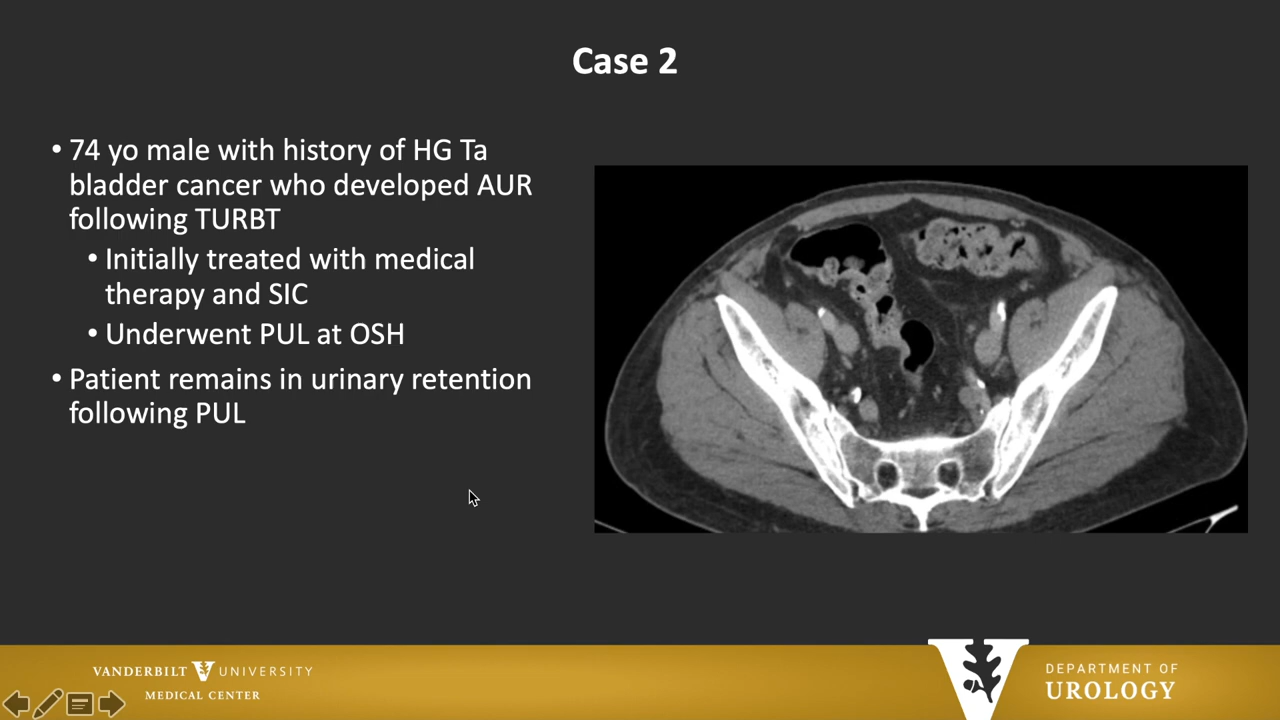 Case 2
• 74 yo male with history of HG Ta
bladder cancer who developed AUR
following TURBT
• Initially treated with medical
therapy and SIC
• Underwent PUL at OSH
• Patient remains in urinary retention
following PUL
VANDERBILT V UNIVERSITY
MEDICAL CENTER
V
DEPARTMENT OF
UROLOGY